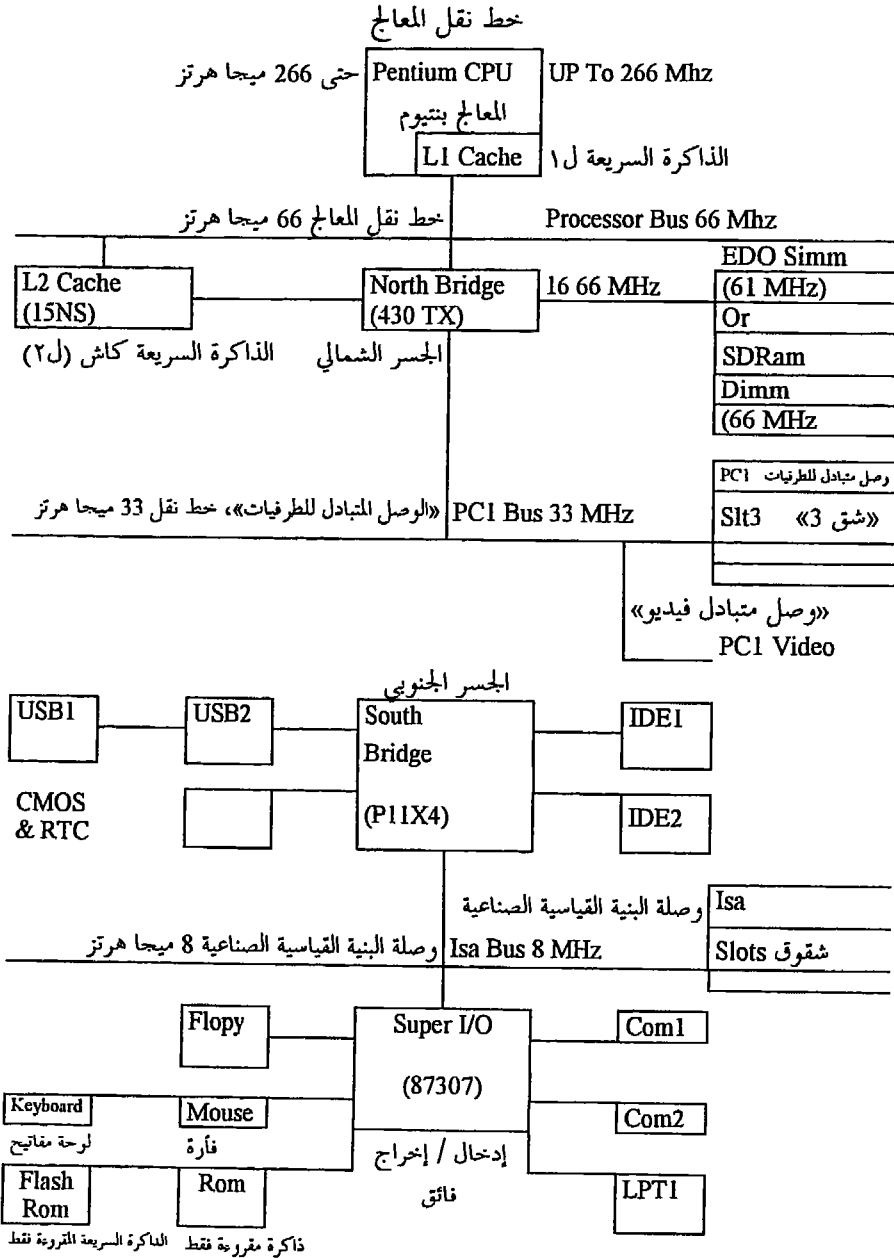 خط نقل المعالج
حتى 266 ميجا هرتز Pentium CPU UP To 266 Mhz
المعالج بنتيوم
L1 Cache الذاكرة السريعة ل١
خط نقل المعالج 66 ميجا هرتز Processor Bus 66 Mhz
EDO Simm
L2 Cache North Bridge 16 66 MHz (61 MHz)
(15NS) (430 TX) Or
الذاكرة السريعة كاش (ل٢) الجسر الشمالي SDRam
Dimm
(66 MHz
وصل متبادل للطرفيات PC1
«الوصل المتبادل للطرفيات»، خط نقل 33 ميجا هرتز PC1 Bus 33 MHz Slt3 «شق 3»
«وصل متبادل فيديو»
PC1 Video
الجسر الجنوبي
USB1 USB2 South IDE1
Bridge
CMOS (P11X4) IDE2
& RTC
وصلة البنية القياسية الصناعية Isa
وصلة البنية القياسية الصناعية 8 ميجا هرتز Isa Bus 8 MHz Slots شقوق
Flopy Super I/O Com1
(87307)
Keyboard Mouse Com2
لوحة مفاتيح فأرة إدخال / إخراج
Flash Rom LPT1
Rom فائق
الذاكرة السريعة المقروءة فقط ذاكرة مقروءة فقط